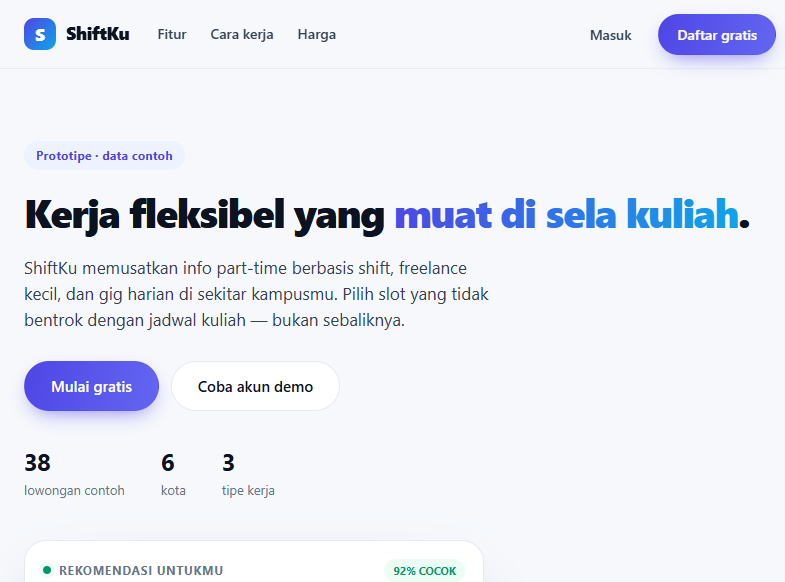 S ShiftKu Fitur Cara kerja Harga Masuk Daftar gratis
Prototipe · data contoh
Kerja fleksibel yang muat di sela kuliah.
ShiftKu memusatkan info part-time berbasis shift, freelance
kecil, dan gig harian di sekitar kampusmu. Pilih slot yang tidak
bentrok dengan jadwal kuliah — bukan sebaliknya.
Mulai gratis Coba akun demo
38 6 3
lowongan contoh kota tipe kerja
REKOMENDASI UNTUKMU 92% COCOK